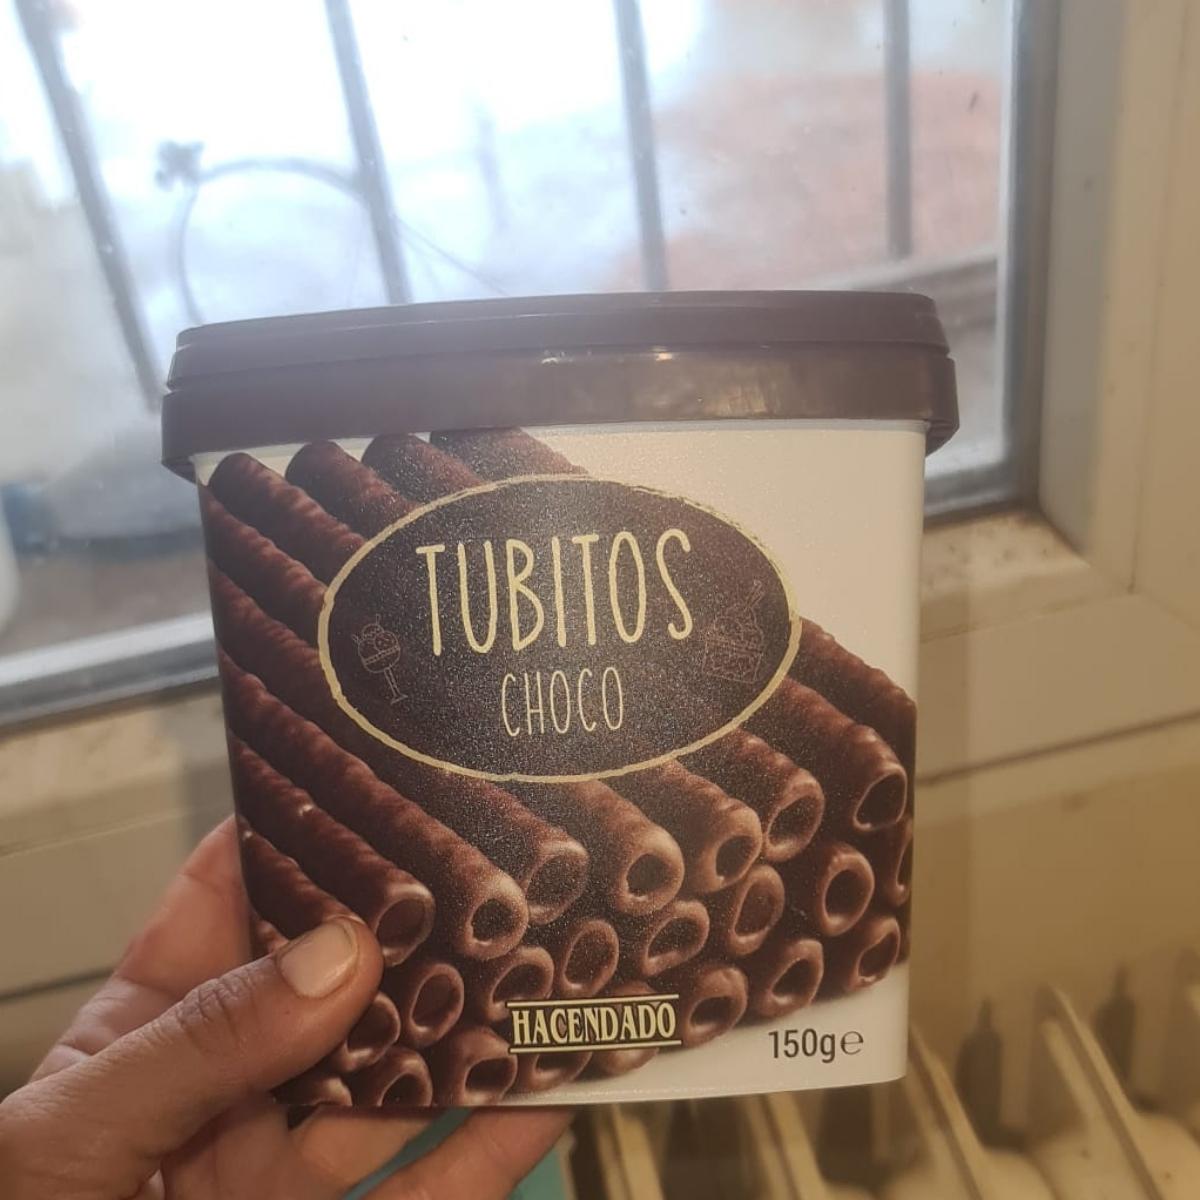 TUBITOS
CHOCO
HACENDADO
150g℮